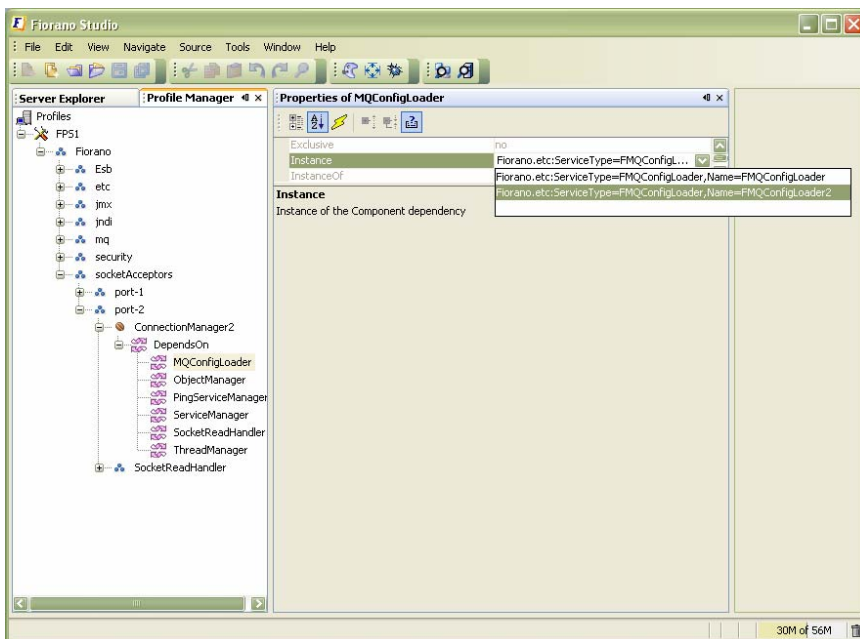 Fiorano Studio
File Edit View Navigate Source Tools Window Help
Server Explorer
Profile Manager
Profiles
FPS1
Fiorano
Esb
etc
jmx
jndi
mq
security
socketAcceptors
port-1
port-2
ConnectionManager2
DependsOn
MQConfigLoader
ObjectManager
PingServiceManager
ServiceManager
SocketReadHandler
ThreadManager
SocketReadHandler
Properties of MQConfigLoader
Exclusive no
Instance Fiorano.etc:ServiceType=FMQConfigL...
InstanceOf
Fiorano.etc:ServiceType=FMQConfigLoader,Name=FMQConfigLoader
Fiorano.etc:ServiceType=FMQConfigLoader,Name=FMQConfigLoader2
Instance
Instance of the Component dependency
30M of 56M